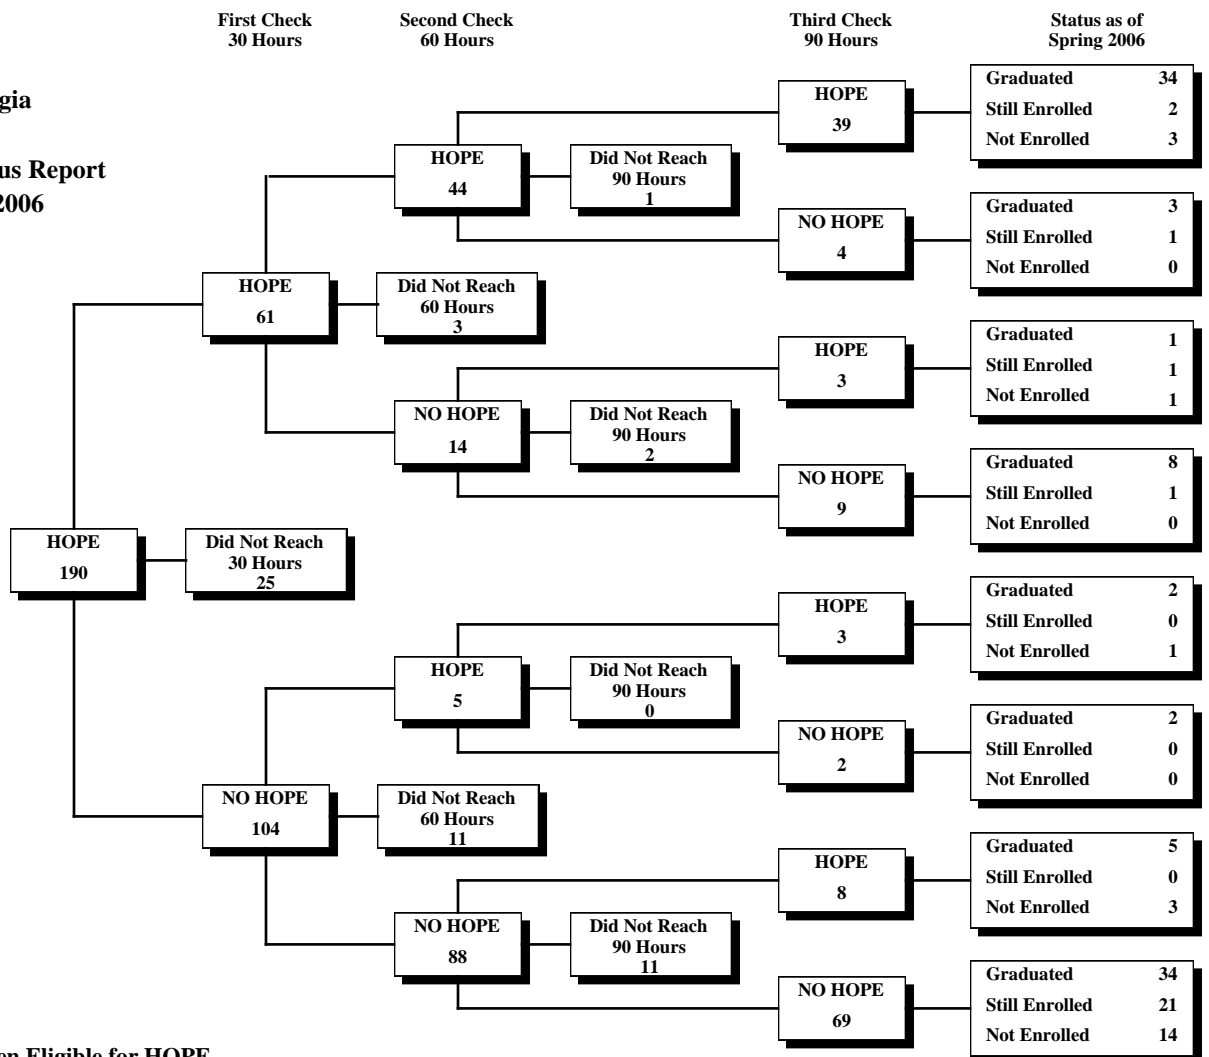 First Check
30 Hours
Second Check
60 Hours
Third Check
90 Hours
Status as of
Spring 2006
gia
us Report
2006
HOPE
39
Graduated 34
Still Enrolled 2
Not Enrolled 3
HOPE
44
Did Not Reach
90 Hours
1
NO HOPE
4
Graduated 3
Still Enrolled 1
Not Enrolled 0
HOPE
61
Did Not Reach
60 Hours
3
HOPE
3
Graduated 1
Still Enrolled 1
Not Enrolled 1
NO HOPE
14
Did Not Reach
90 Hours
2
NO HOPE
9
Graduated 8
Still Enrolled 1
Not Enrolled 0
HOPE
190
Did Not Reach
30 Hours
25
HOPE
3
Graduated 2
Still Enrolled 0
Not Enrolled 1
HOPE
5
Did Not Reach
90 Hours
0
NO HOPE
2
Graduated 2
Still Enrolled 0
Not Enrolled 0
NO HOPE
104
Did Not Reach
60 Hours
11
HOPE
8
Graduated 5
Still Enrolled 0
Not Enrolled 3
NO HOPE
88
Did Not Reach
90 Hours
11
NO HOPE
69
Graduated 34
Still Enrolled 21
Not Enrolled 14
en Eligible for HOPE